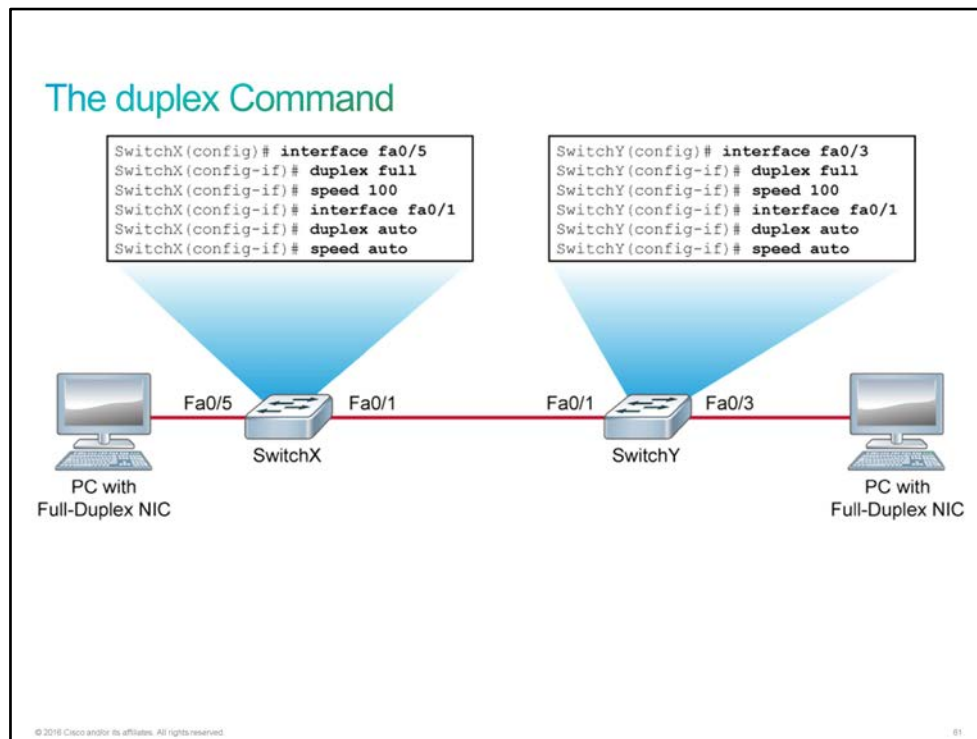 The duplex Command
SwitchX(config)# interface fa0/5
SwitchX(config-if)# duplex full
SwitchX(config-if)# speed 100
SwitchX(config-if)# interface fa0/1
SwitchX(config-if)# duplex auto
SwitchX(config-if)# speed auto
SwitchY(config)# interface fa0/3
SwitchY(config-if)# duplex full
SwitchY(config-if)# speed 100
SwitchY(config-if)# interface fa0/1
SwitchY(config-if)# duplex auto
SwitchY(config-if)# speed auto
Fa0/5
Fa0/1
Fa0/1
Fa0/3
SwitchX
SwitchY
PC with
Full-Duplex NIC
PC with
Full-Duplex NIC
© 2016 Cisco and/or its affiliates. All rights reserved.
81